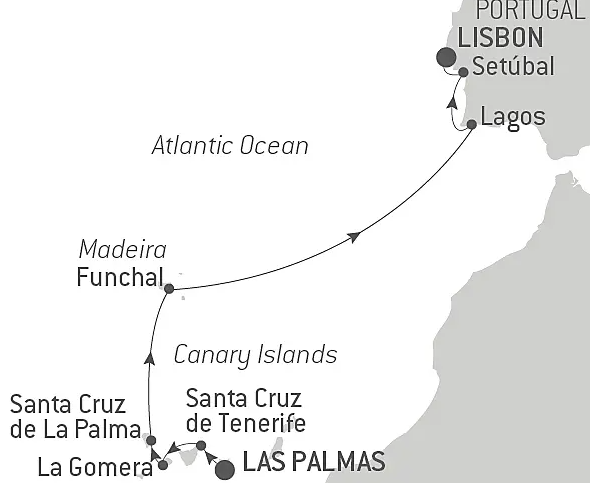 PORTUGAL
LISBON
Setúbal
Lagos
Atlantic Ocean
Madeira
Funchal
Canary Islands
Santa Cruz
de La Palma
Santa Cruz
de Tenerife
La Gomera
LAS PALMAS